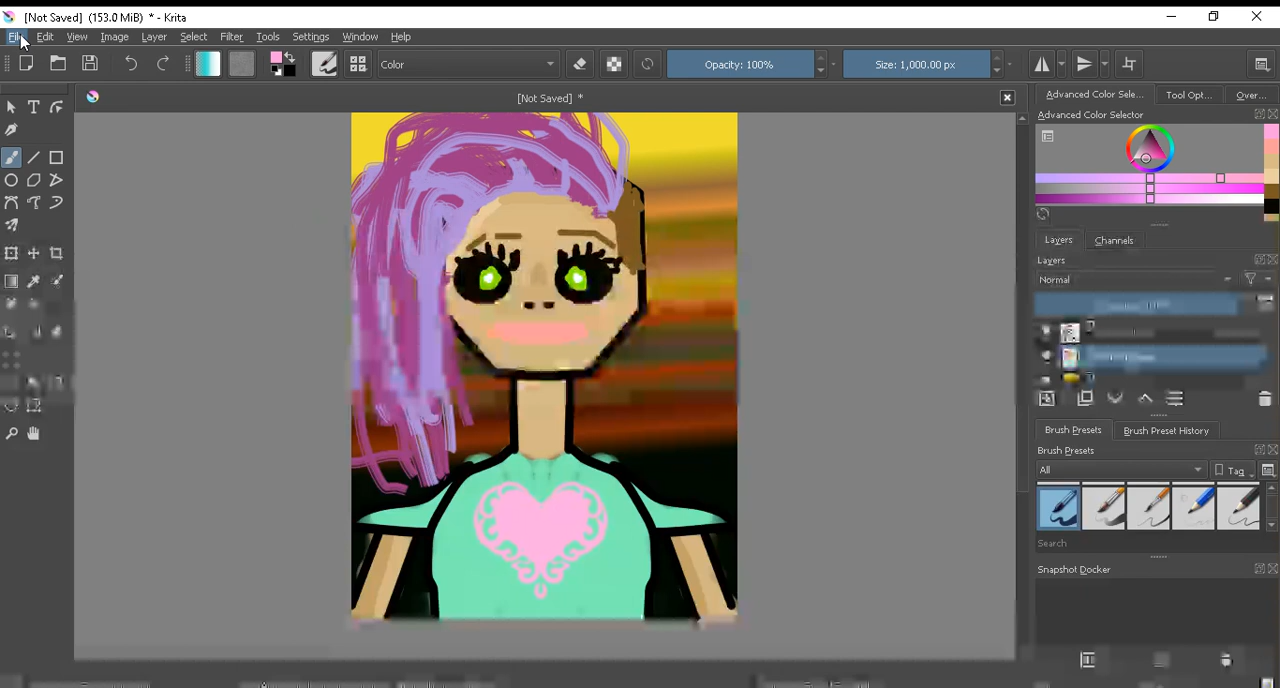 [Not Saved] (153.0 MiB) * - Krita
File Edit View Image Layer Select Filter Tools Settings Window Help
Color Opacity: 100% Size: 1,000.00 px
[Not Saved] *
Advanced Color Sele... Tool Opt... Over...
Advanced Color Selector
Layers Channels
Layers
Normal
Brush Presets Brush Preset History
Brush Presets
All Tag
Search
Snapshot Docker